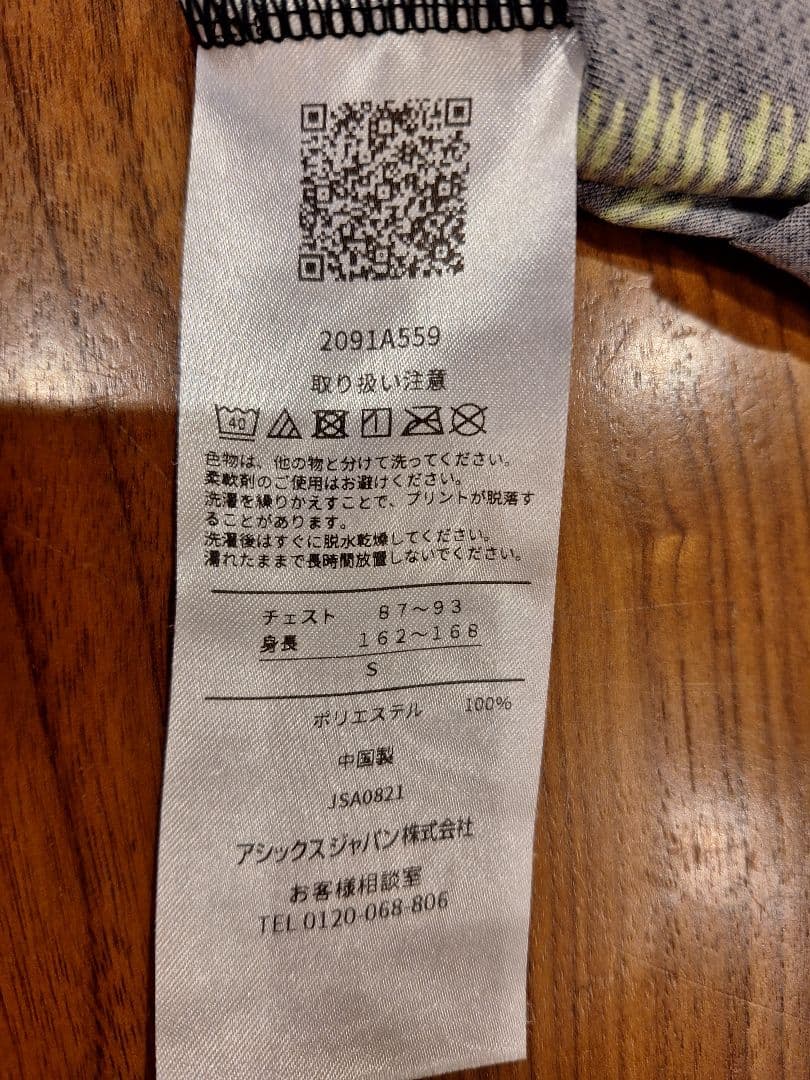 2091A559
取り扱い注意
40
色物は、他の物と分けて洗ってください。
柔軟剤のご使用はお避けください。
洗濯を繰りかえすことで、プリントが脱落す
ることがあります。
洗濯後はすぐに脱水乾燥してください。
濡れたままで長時間放置しないでください。
チェスト 87～93
身長 162～168
S
ポリエステル 100%
中国製
JSA0821
アシックスジャパン株式会社
お客様相談室
TEL 0120-068-806